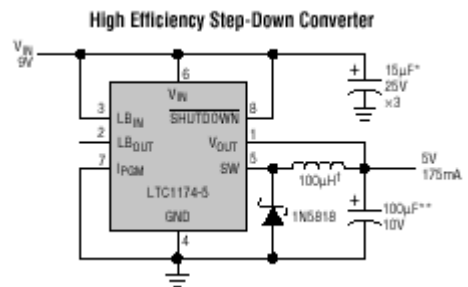 High Efficiency Step-Down Converter
VIN
9V
6
VIN
3
LBIN
SHUTDOWN
8
2
LBOUT
VOUT
1
7
IPGM
SW
5
LTC1174-5
GND
4
+
15µF*
25V
×3
100µH†
5V
175mA
1N5818
+
100µF**
10V